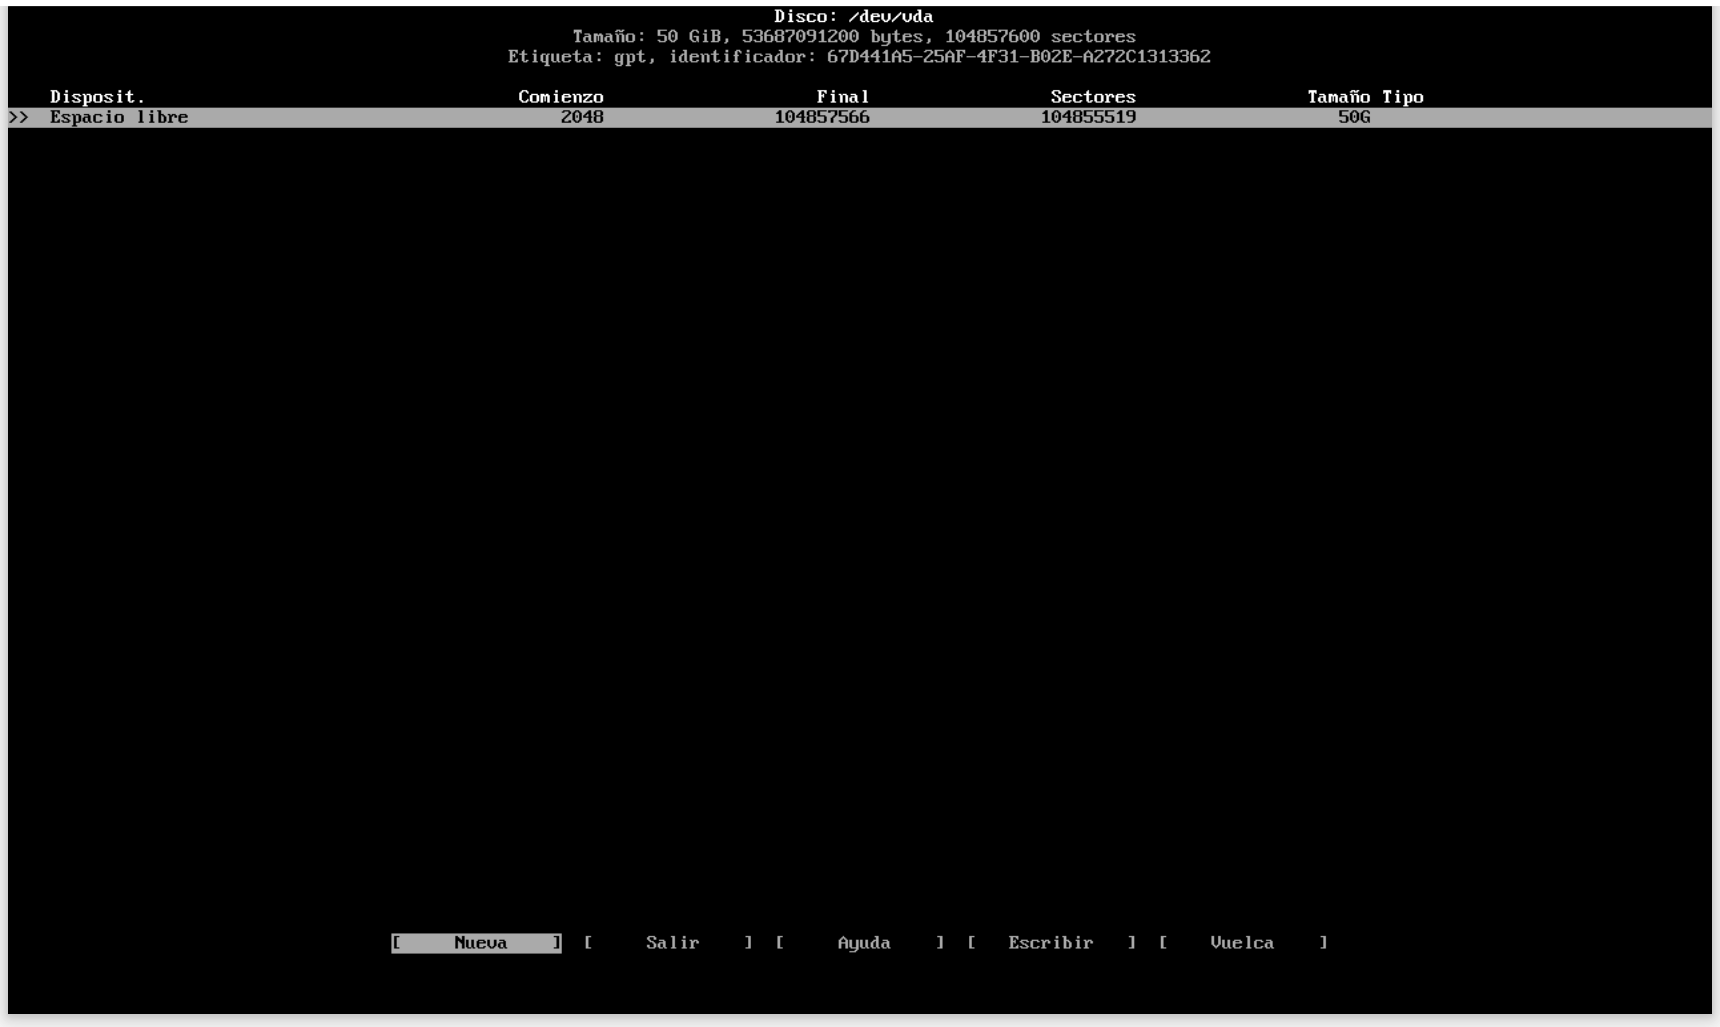 Disco: /dev/vda
Tamaño: 50 GiB, 53687091200 bytes, 104857600 sectores
Etiqueta: gpt, identificador: 67D441A5-25AF-4F31-B02E-A272C1313362
Disposit. Comienzo Final Sectores Tamaño Tipo
>> Espacio libre 2048 104857566 104855519 50G
[ Nueva ] [ Salir ] [ Ayuda ] [ Escribir ] [ Vuelca ]